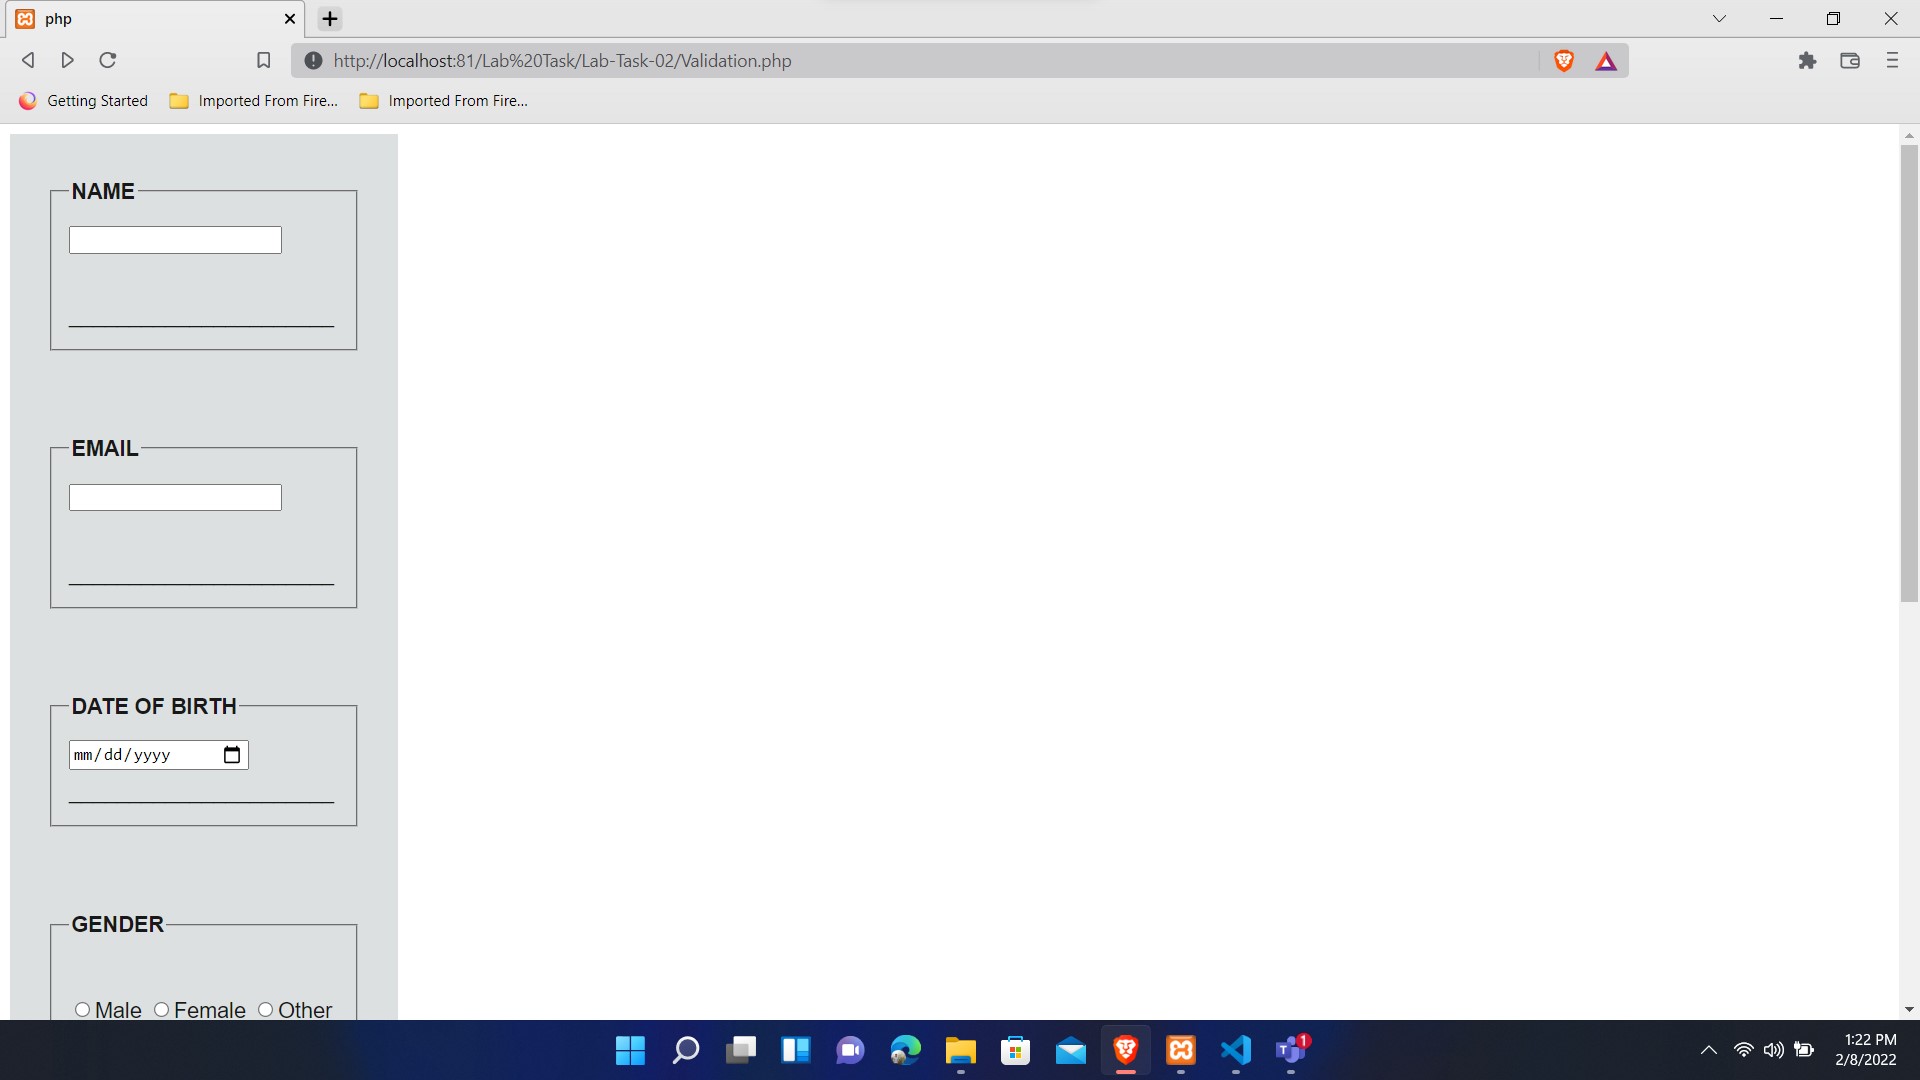 php
http://localhost:81/Lab%20Task/Lab-Task-02/Validation.php
Getting Started
Imported From Fire...
Imported From Fire...
NAME
EMAIL
DATE OF BIRTH
mm/dd/yyyy
GENDER
Male Female Other
1
1:22 PM
2/8/2022